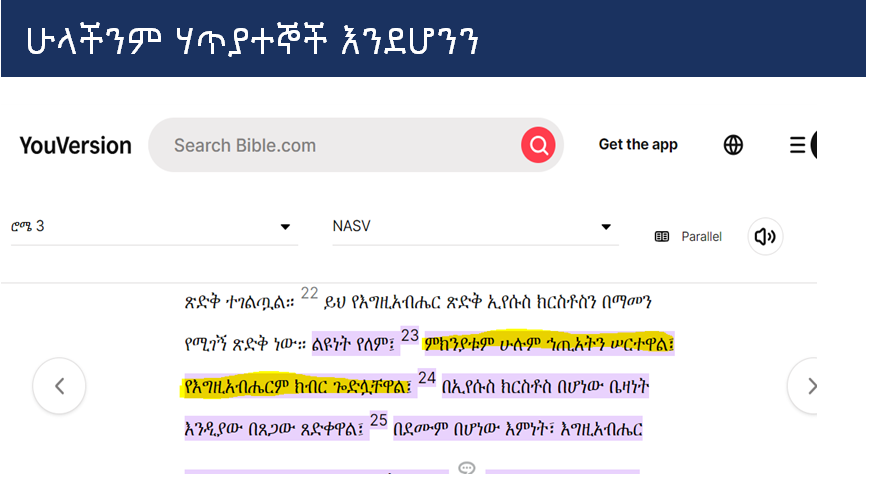 ሁላችንም ሃጥያተኞች እንደሆንን
YouVersion Search Bible.com Get the app
ሮሜ 3 NASV Parallel
ጽድቅ ተገልጧል። 22 ይህ የእግዚአብሔር ጽድቅ ኢየሱስ ክርስቶስን በማመን
የሚገኝ ጽድቅ ነው። ልዩነት የለም፤ 23 ምክንያቱም ሁሉም ኀጢአትን ሠርተዋል፤
የእግዚአብሔርም ክብር ጐድሏቸዋል፤ 24 በኢየሱስ ክርስቶስ በሆነው ቤዛነት
እንዲያው በጸጋው ጸድቀዋል፤ 25 በደሙም በሆነው እምነት፣ እግዚአብሔር